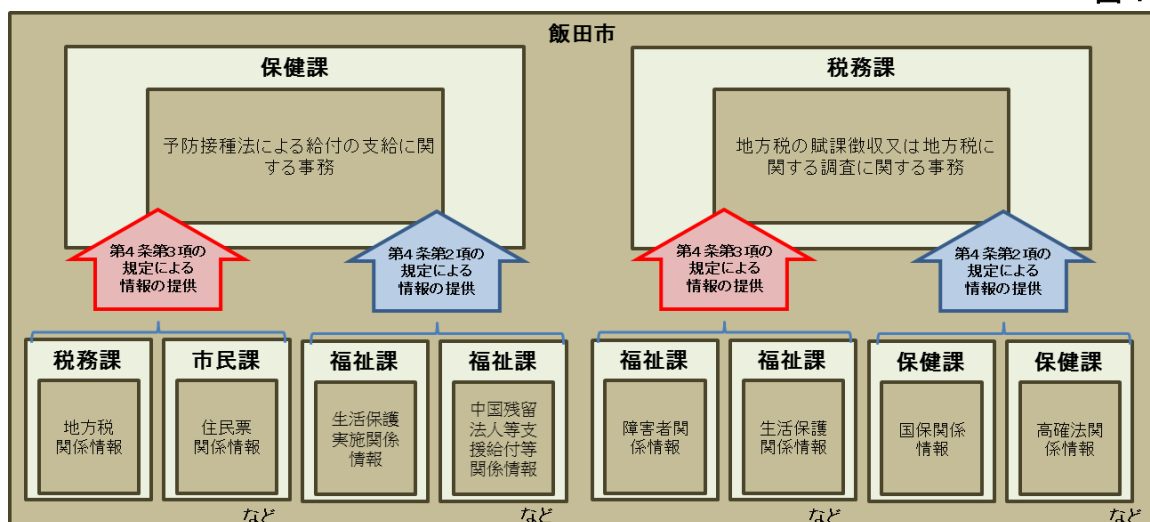 飯田市
保健課
予防接種法による給付の支給に関
する事務
税務課
地方税の賦課徴収又は地方税に
関する調査に関する事務
第4条第3項の
規定による
情報の提供
第4条第2項の
規定による
情報の提供
第4条第3項の
規定による
情報の提供
第4条第2項の
規定による
情報の提供
税務課
地方税
関係情報
市民課
住民票
関係情報
など
福祉課
生活保護
実施関係
情報
福祉課
中国残留
法人等支
援給付等
関係情報
など
福祉課
障害者関
係情報
福祉課
生活保護
関係情報
など
保健課
国保関係
情報
保健課
高確法関
係情報
など